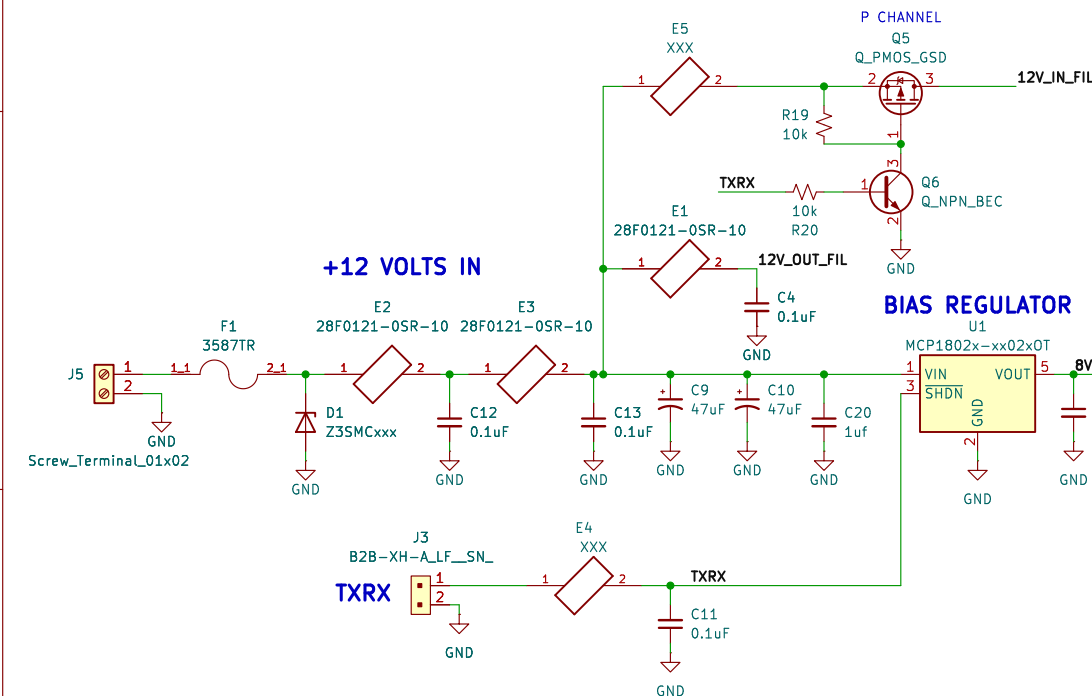 P CHANNEL
Q5
Q_PMOS_GSD
E5
XXX
1
2
2
3
12V_IN_FIL
R19
10k
1
3
TXRX
1
10k
R20
Q6
Q_NPN_BEC
2
GND
E1
28F0121-0SR-10
1
2
12V_OUT_FIL
C4
0.1uF
GND
+12 VOLTS IN
BIAS REGULATOR
U1
MCP1802x-xx02xOT
F1
3587TR
E2
28F0121-0SR-10
E3
28F0121-0SR-10
J5
1
2
1_1
2_1
1
2
1
2
GND
Screw_Terminal_01x02
D1
Z3SMCxxx
GND
C12
0.1uF
GND
C13
0.1uF
GND
C9
+
47uF
GND
C10
+
47uF
GND
C20
1uf
GND
1
3
VIN
SHDN
VOUT
GND
5
2
8V
GND
GND
J3
B2B-XH-A_LF__SN_
TXRX
1
2
GND
E4
XXX
1
2
TXRX
C11
0.1uF
GND